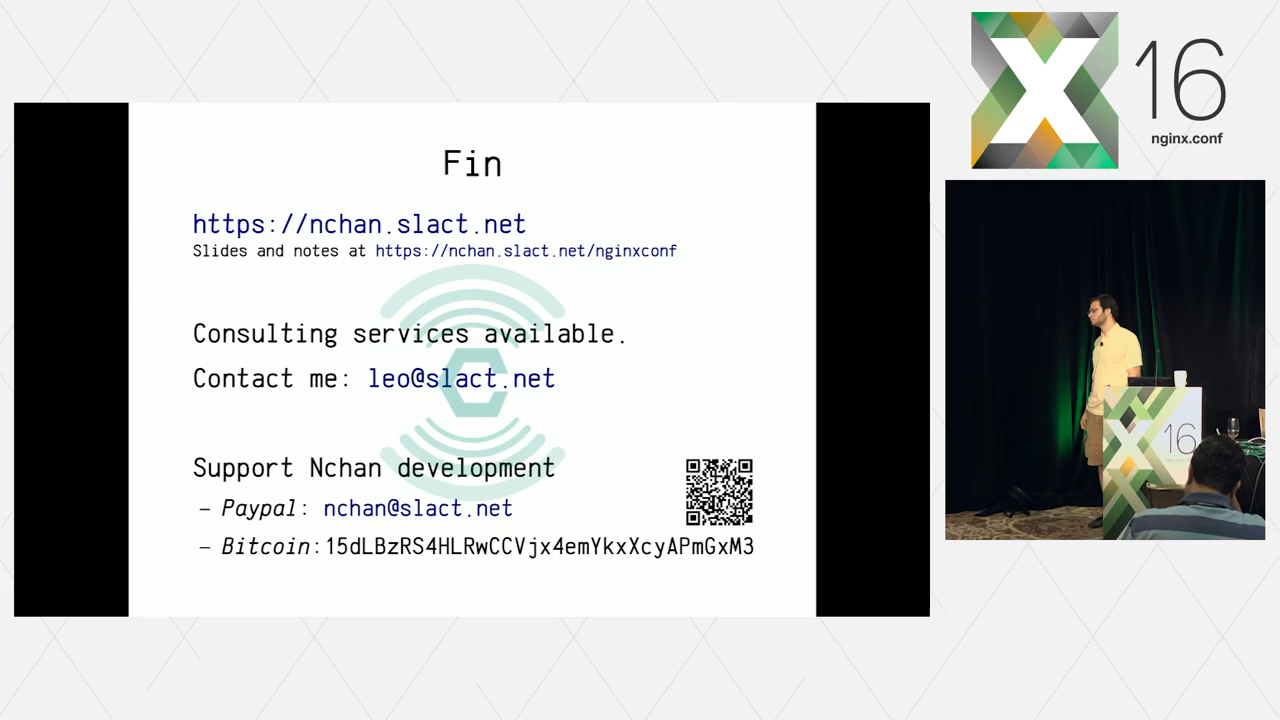 Fin
https://nchan.slact.net
Slides and notes at https://nchan.slact.net/nginxconf
Consulting services available.
Contact me: leo@slact.net
Support Nchan development
– Paypal: nchan@slact.net
– Bitcoin:15dLBzRS4HLRwCCVjx4emYkxXcyAPmGxM3
X 16
nginx.conf
16